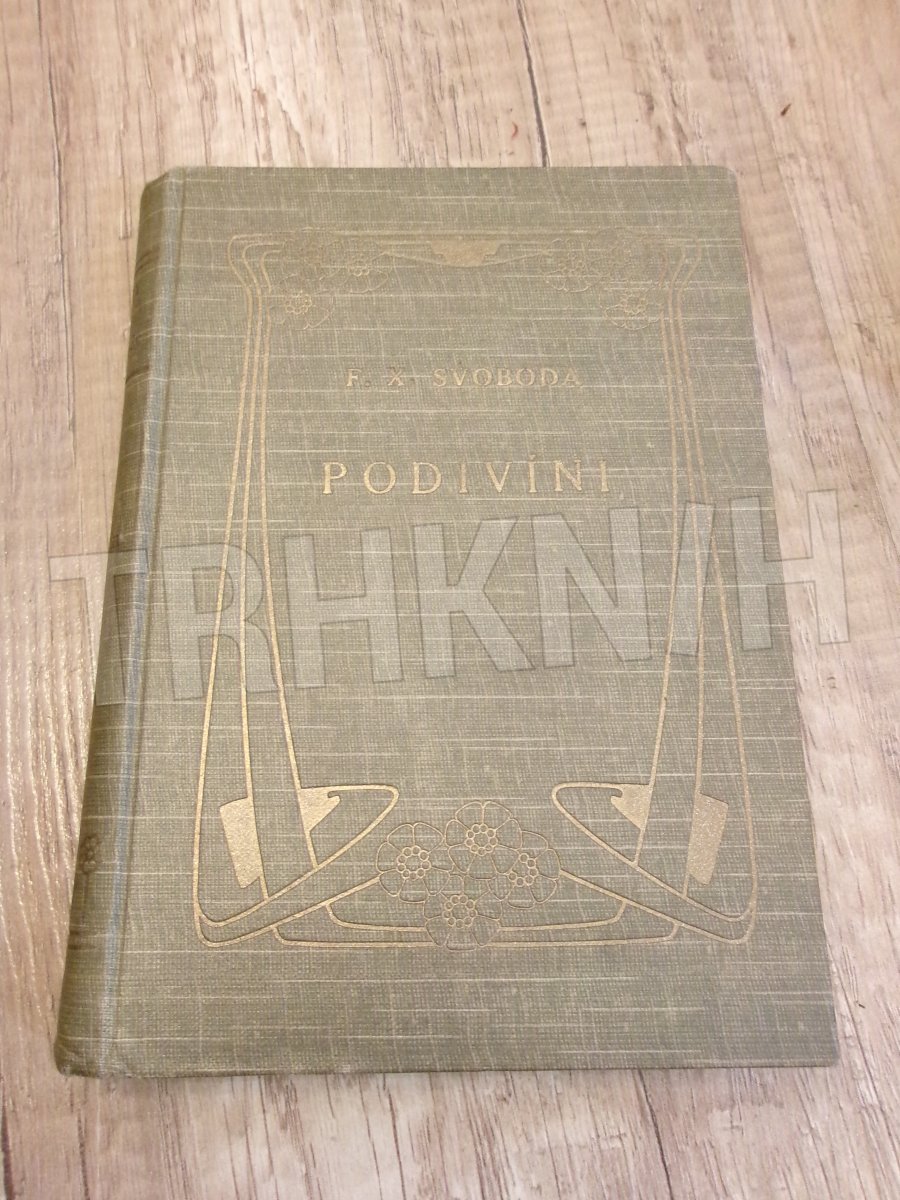 F. X. SVOBODA
PODIVÍNI
TRHKNIH